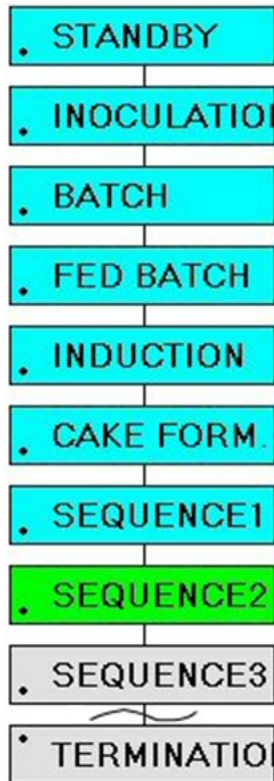 STANDBY
INOCULATIO
BATCH
FED BATCH
INDUCTION
CAKE FORM.
SEQUENCE1
SEQUENCE2
SEQUENCE3
TERMINATIO